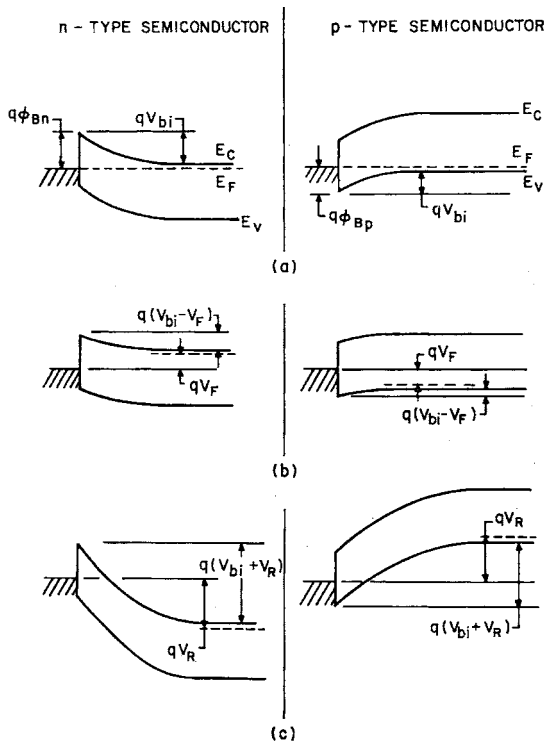 n - TYPE SEMICONDUCTOR
p - TYPE SEMICONDUCTOR
qϕBn
qVbi
EC
EF
EV
EC
EF
EV
qϕBp
qVbi
(a)
q(Vbi-VF)
qVF
qVF
q(Vbi-VF)
(b)
q(Vbi+VR)
qVR
qVR
q(Vbi+VR)
(c)